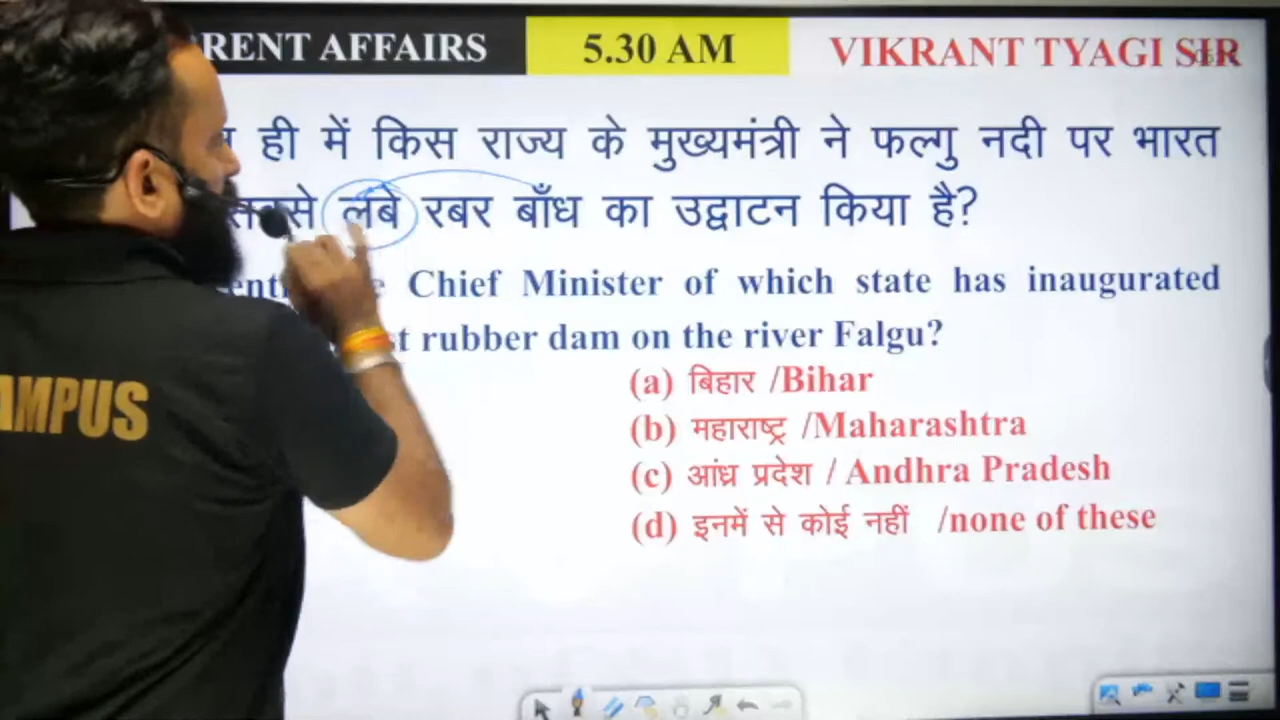 RENT AFFAIRS 5.30 AM VIKRANT TYAGI SIR
ही में किस राज्य के मुख्यमंत्री ने फल्गु नदी पर भारत
लंबे रबर बाँध का उद्घाटन किया है?
Chief Minister of which state has inaugurated
rubber dam on the river Falgu?
(a) बिहार /Bihar
(b) महाराष्ट्र /Maharashtra
(c) आंध्र प्रदेश / Andhra Pradesh
(d) इनमें से कोई नहीं /none of these
AMPUS